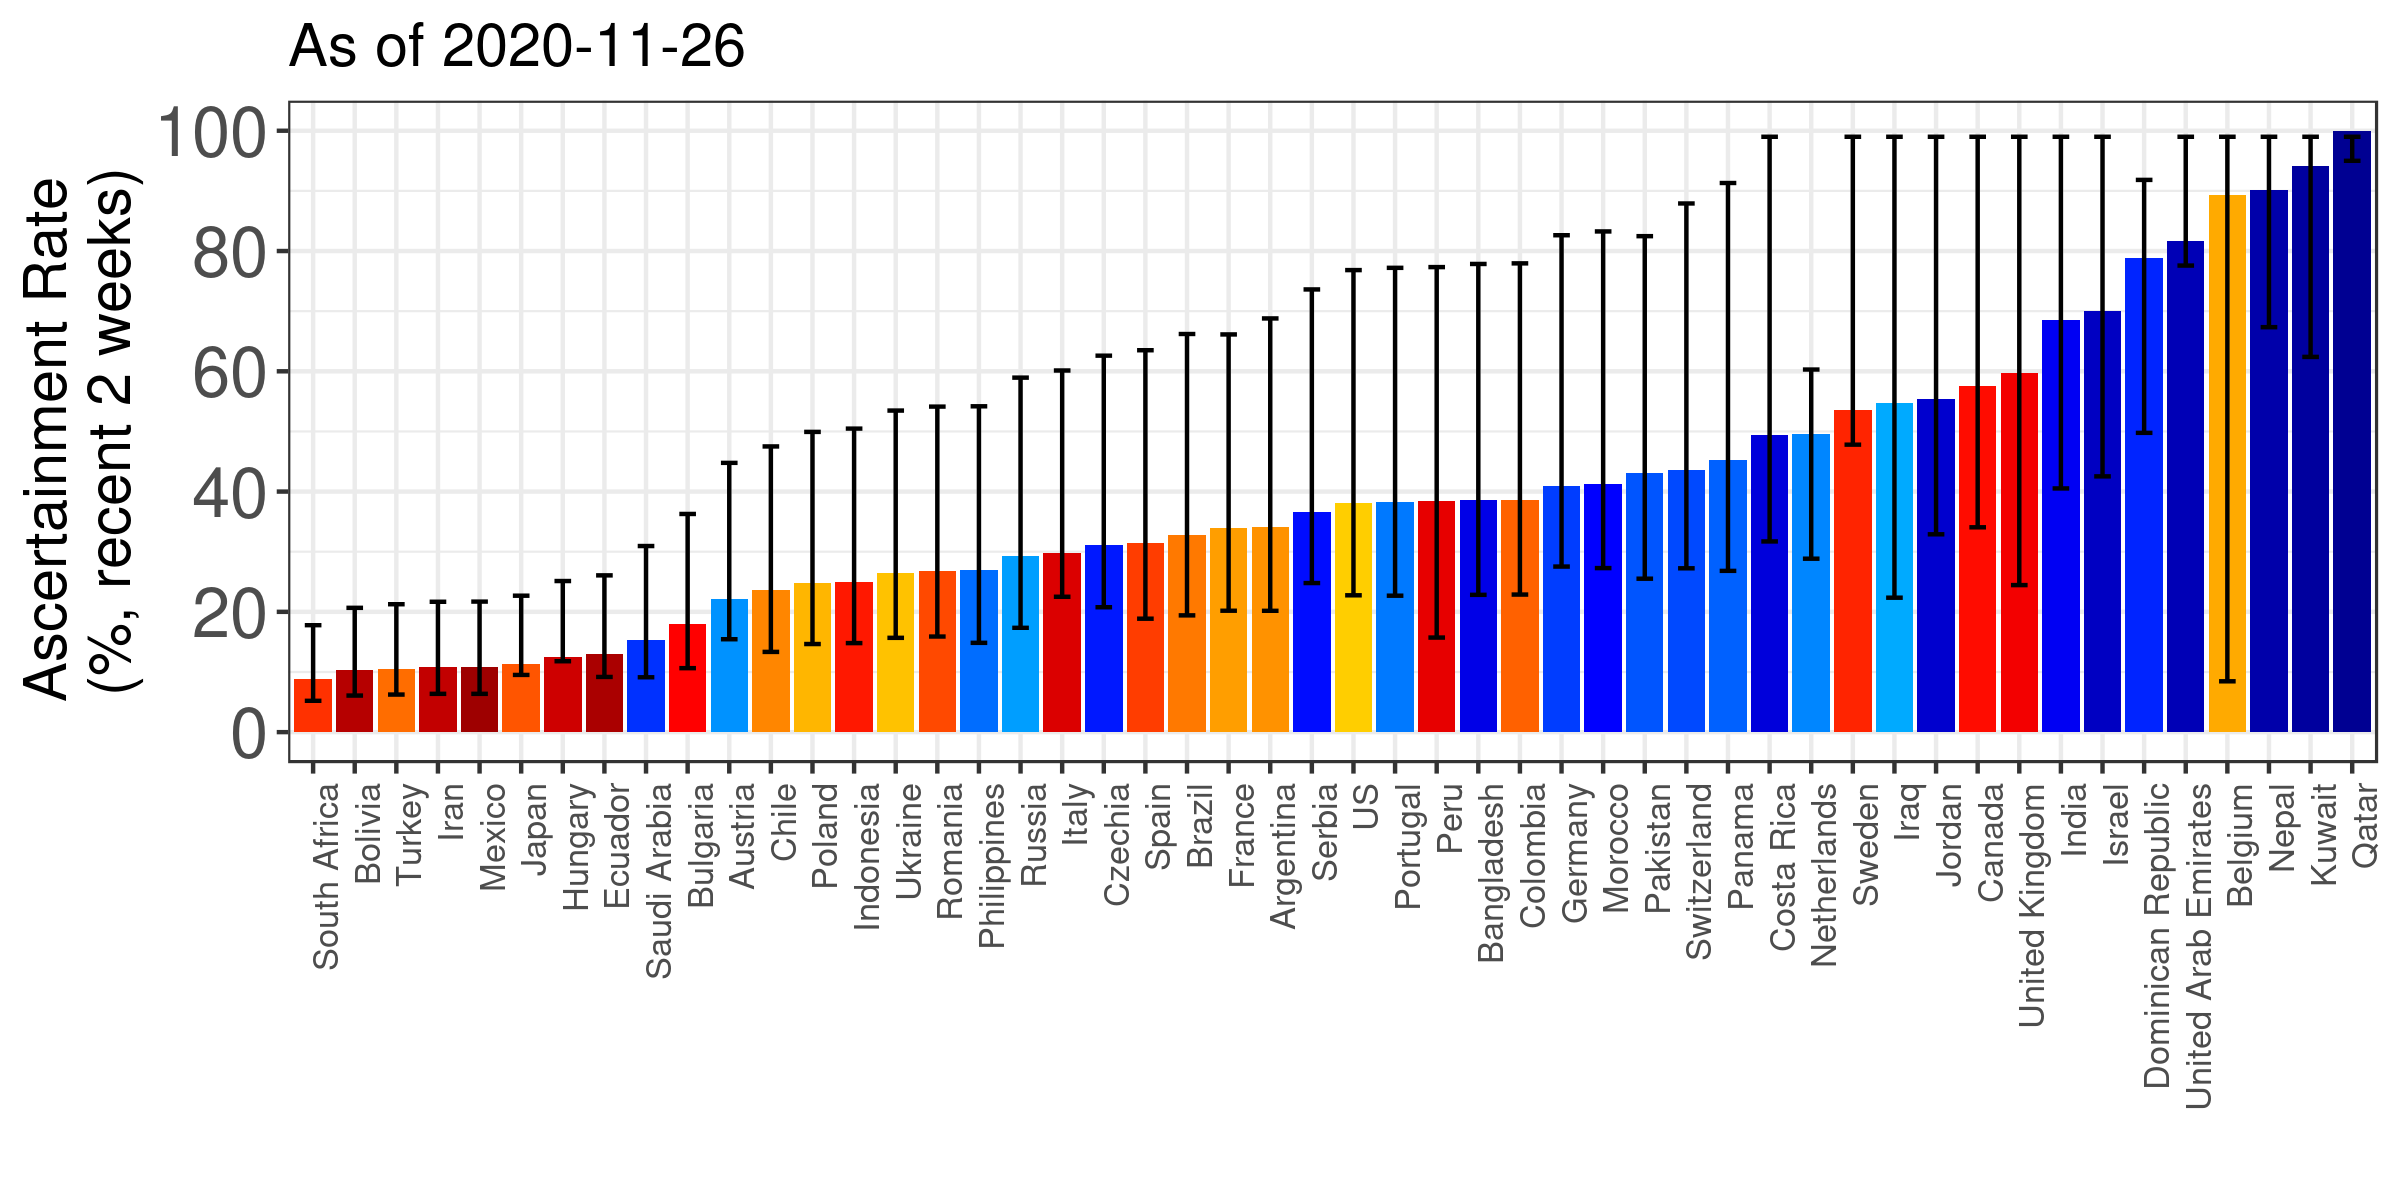 As of 2020-11-26
Ascertainment Rate
(%, recent 2 weeks)
100
80
60
40
20
0
South Africa
Bolivia
Turkey
Iran
Mexico
Japan
Hungary
Ecuador
Saudi Arabia
Bulgaria
Austria
Chile
Poland
Indonesia
Ukraine
Romania
Philippines
Russia
Italy
Czechia
Spain
Brazil
France
Argentina
Serbia
US
Portugal
Peru
Bangladesh
Colombia
Germany
Morocco
Pakistan
Switzerland
Panama
Costa Rica
Netherlands
Sweden
Iraq
Jordan
Canada
United Kingdom
India
Israel
Dominican Republic
United Arab Emirates
Belgium
Nepal
Kuwait
Qatar